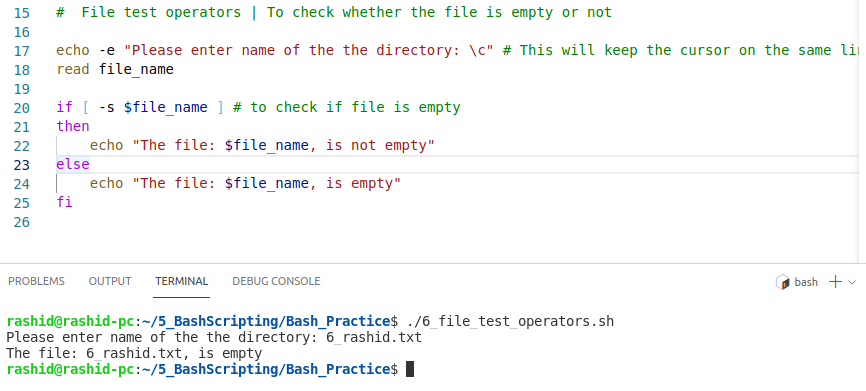 15 #  File test operators | To check whether the file is empty or not
16
17 echo -e "Please enter name of the the directory: \c" # This will keep the cursor on the same
18 read file_name
19
20 if [ -s $file_name ] # to check if file is empty
21 then
22     echo "The file: $file_name, is not empty"
23 else
24     echo "The file: $file_name, is empty"
25 fi
26
PROBLEMS OUTPUT TERMINAL DEBUG CONSOLE bash
rashid@rashid-pc:~/5_BashScripting/Bash_Practice$ ./6_file_test_operators.sh
Please enter name of the the directory: 6_rashid.txt
The file: 6_rashid.txt, is empty
rashid@rashid-pc:~/5_BashScripting/Bash_Practice$